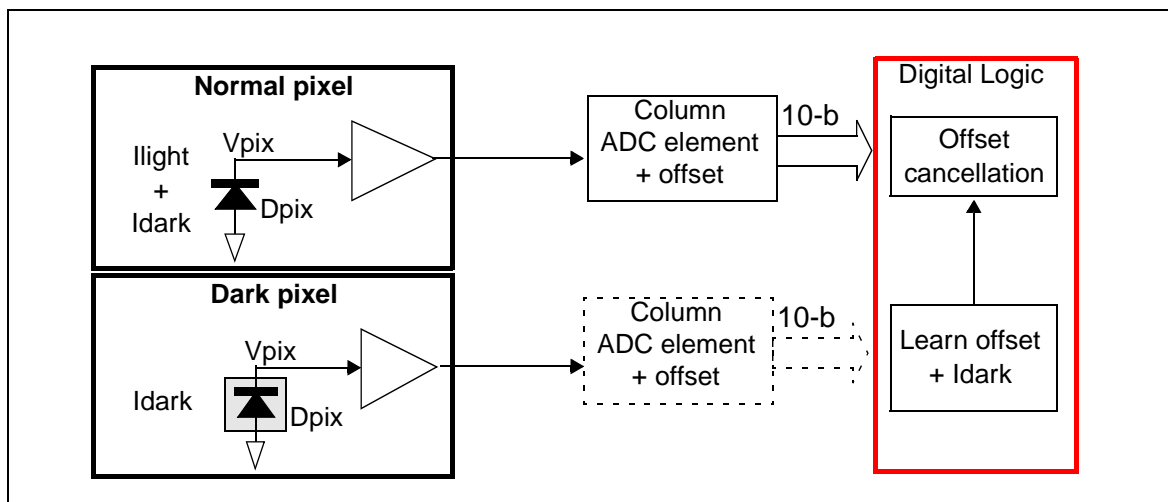 Normal pixel
Vpix
Ilight
+
Idark
Dpix
Column
ADC element
+ offset
10-b
Digital Logic
Offset
cancellation
Dark pixel
Vpix
Idark
Dpix
Column
ADC element
+ offset
10-b
Learn offset
+ Idark